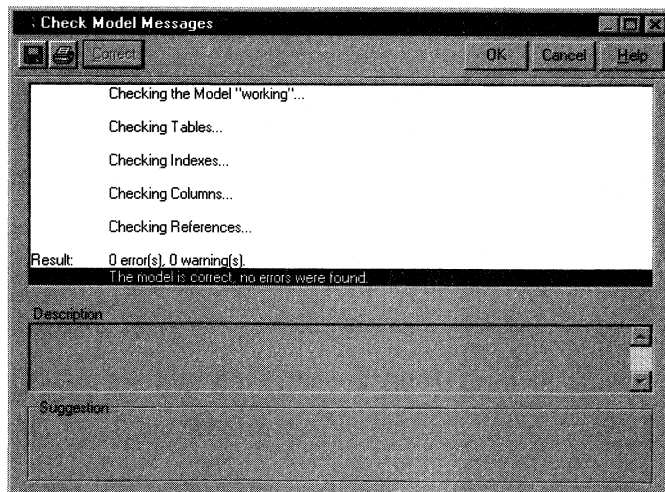 Check Model Messages
Correct OK Cancel Help
Checking the Model "working"...
Checking Tables...
Checking Indexes...
Checking Columns...
Checking References...
Result: 0 error(s), 0 warning(s).
The model is correct, no errors were found.
Description
Suggestion